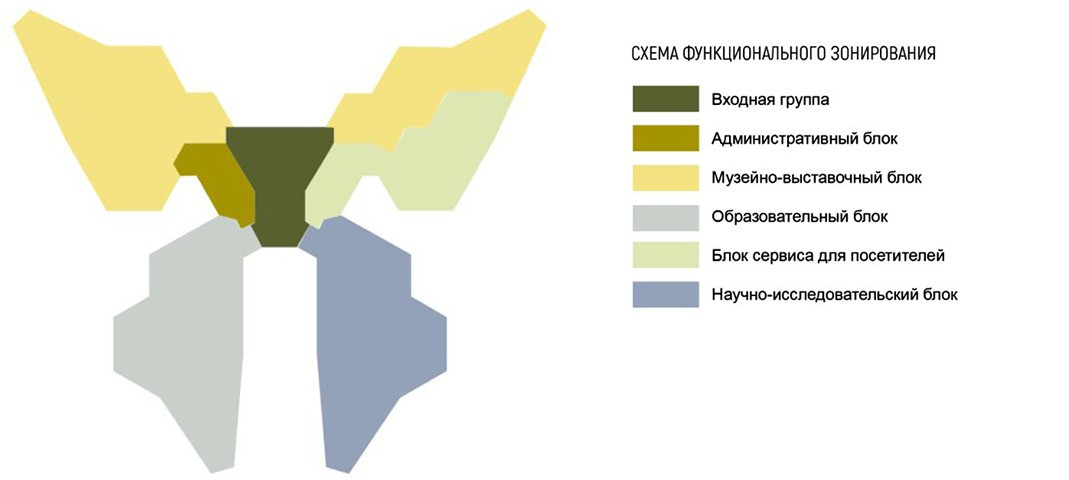 СХЕМА ФУНКЦИОНАЛЬНОГО ЗОНИРОВАНИЯ
Входная группа
Административный блок
Музейно-выставочный блок
Образовательный блок
Блок сервиса для посетителей
Научно-исследовательский блок